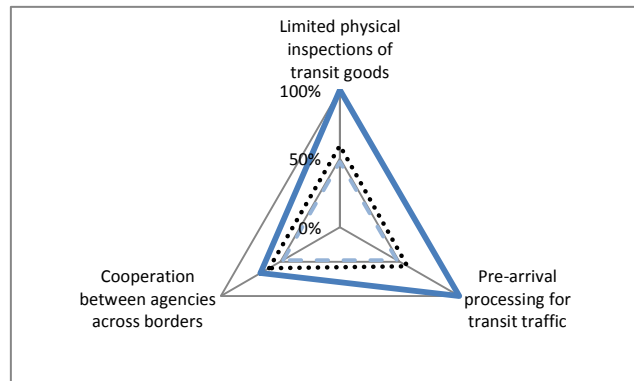 Limited physical
inspections of
transit goods
100%
50%
0%
Cooperation
between agencies
across borders
Pre-arrival
processing for
transit traffic